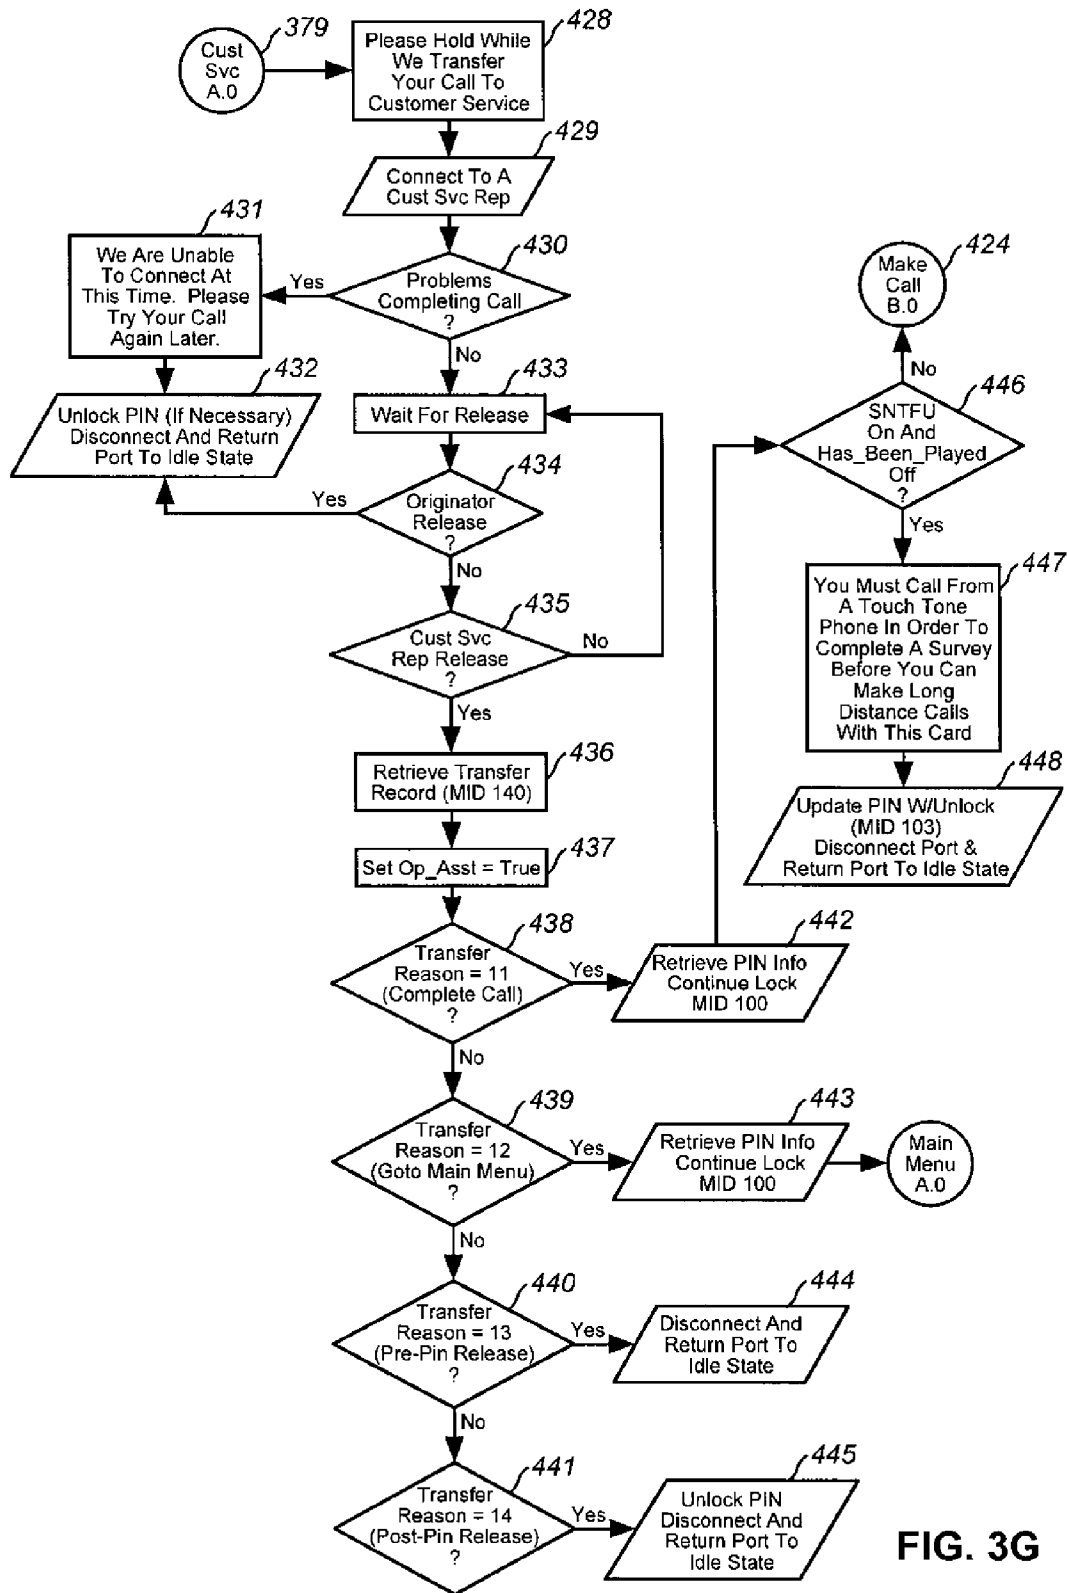 379
Cust
Svc
A.0
428
Please Hold While
We Transfer
Your Call To
Customer Service
429
Connect To A
Cust Svc Rep
430
Problems
Completing Call
?
Yes
No
431
We Are Unable
To Connect At
This Time. Please
Try Your Call
Again Later.
432
Unlock PIN (If Necessary)
Disconnect And Return
Port To Idle State
433
Wait For Release
434
Originator
Release
?
Yes
No
435
Cust Svc
Rep Release
?
No
Yes
436
Retrieve Transfer
Record (MID 140)
437
Set Op_Asst = True
438
Transfer
Reason = 11
(Complete Call)
?
Yes
No
442
Retrieve PIN Info
Continue Lock
MID 100
424
Make
Call
B.0
No
446
SNTFU
On And
Has_Been_Played
Off
?
Yes
447
You Must Call From
A Touch Tone
Phone In Order To
Complete A Survey
Before You Can
Make Long
Distance Calls
With This Card
448
Update PIN W/Unlock
(MID 103)
Disconnect Port &
Return Port To Idle State
439
Transfer
Reason = 12
(Goto Main Menu)
?
Yes
No
443
Retrieve PIN Info
Continue Lock
MID 100
Main
Menu
A.0
440
Transfer
Reason = 13
(Pre-Pin Release)
?
Yes
No
444
Disconnect And
Return Port To
Idle State
441
Transfer
Reason = 14
(Post-Pin Release)
?
Yes
445
Unlock PIN
Disconnect And
Return Port To
Idle State
FIG. 3G